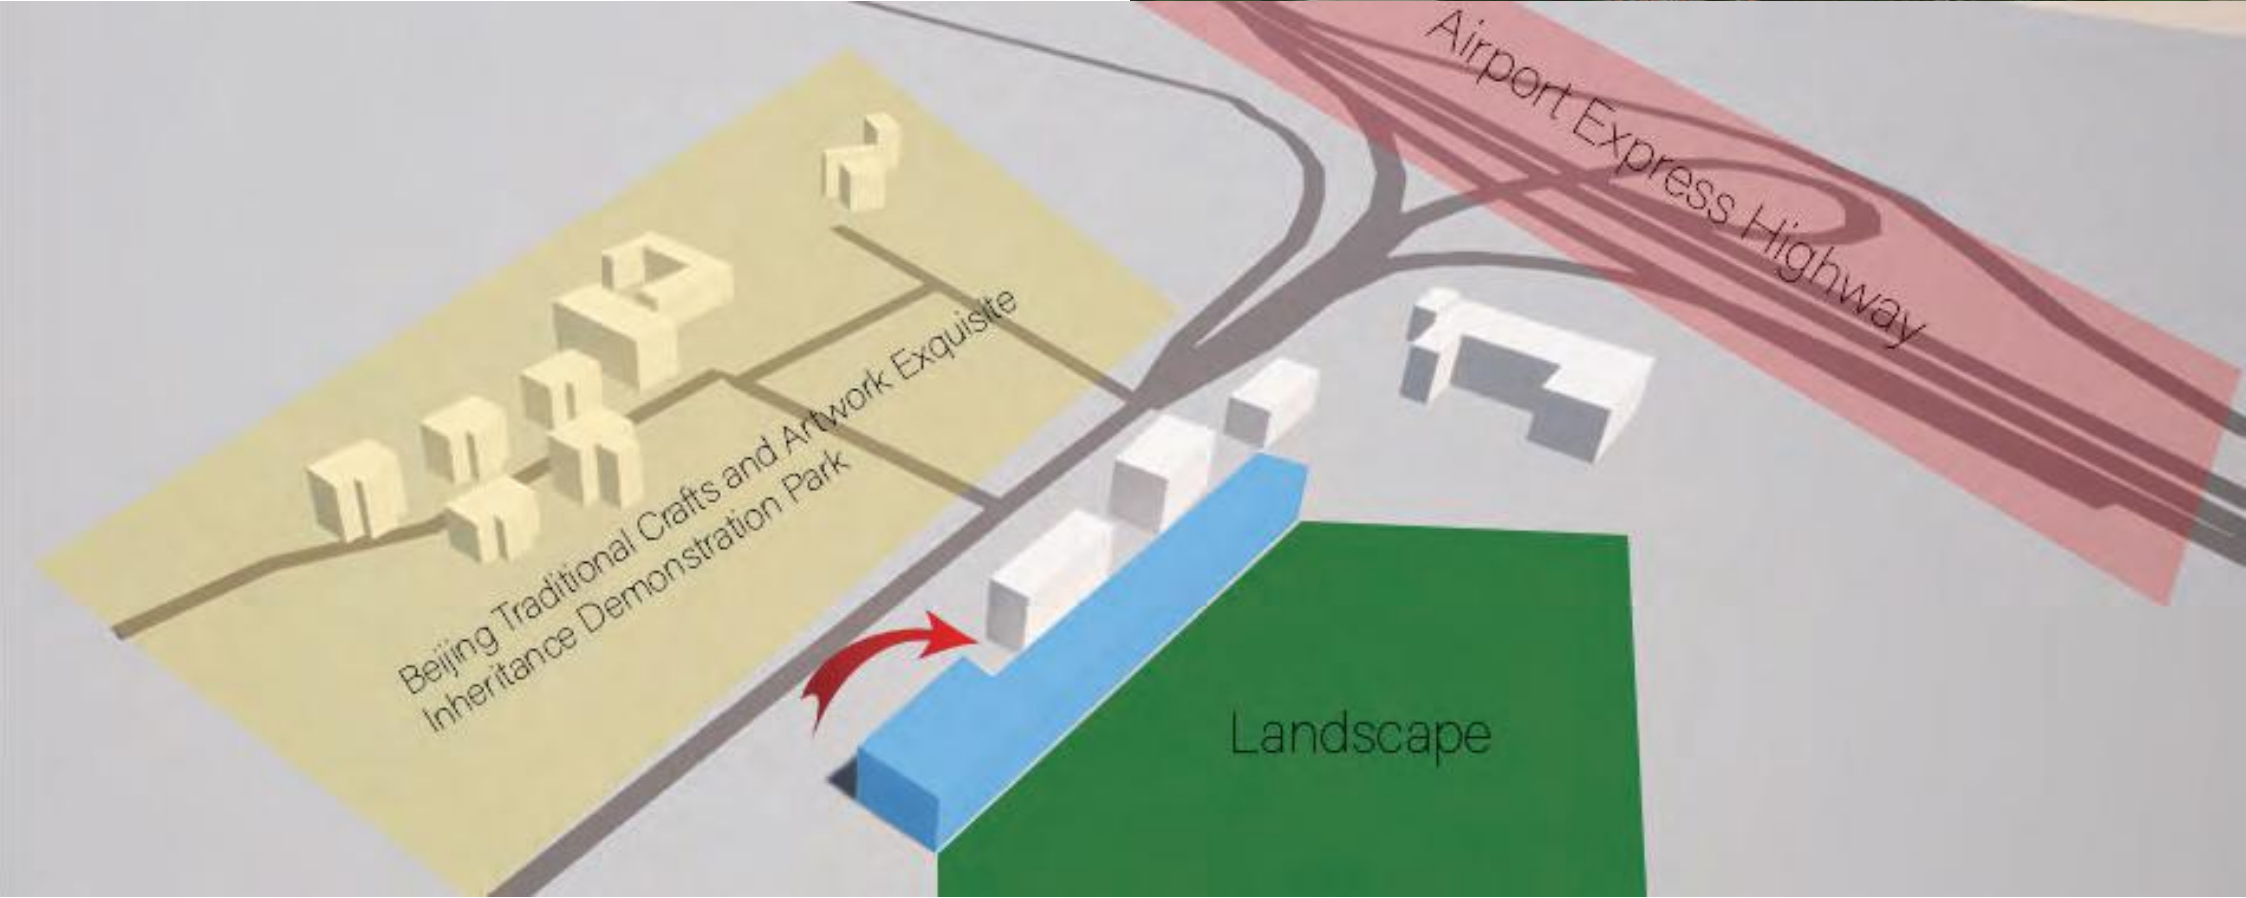 Airport Express Highway
Beijing Traditional Crafts and Artwork Exquisite
Inheritance Demonstration Park
Landscape